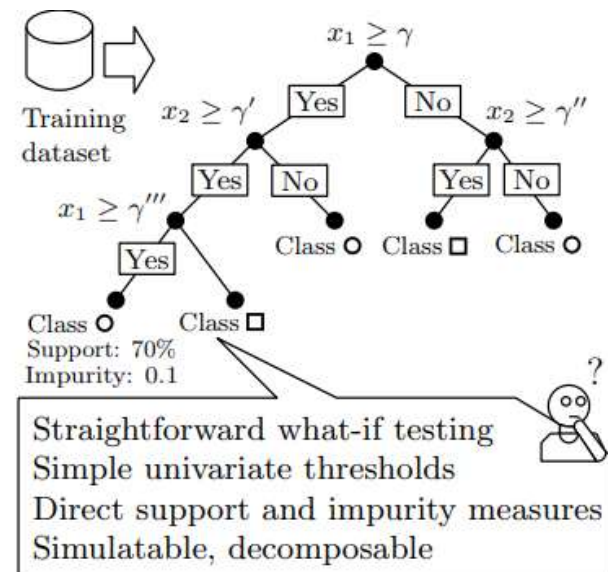 x₁ ≥ γ
Training
dataset
Yes
No
x₂ ≥ γ′
x₂ ≥ γ″
Yes
No
Yes
No
x₁ ≥ γ‴
Yes
Class
Class
Class
Class
Class
Support: 70%
Impurity: 0.1
?
Straightforward what-if testing
Simple univariate thresholds
Direct support and impurity measures
Simulatable, decomposable